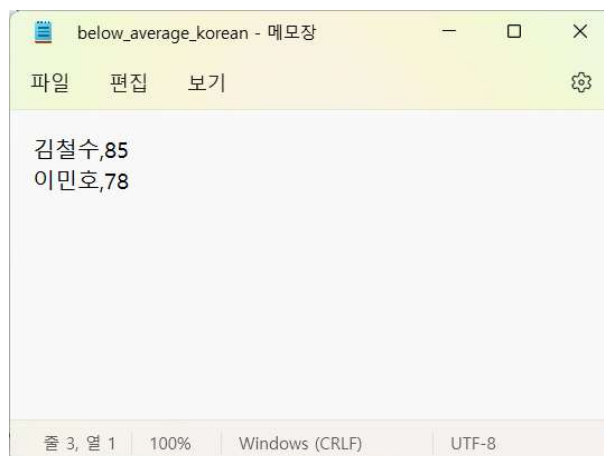 below_average_korean - 메모장
파일 편집 보기
김철수,85
이민호,78
줄 3, 열 1 100% Windows (CRLF) UTF-8